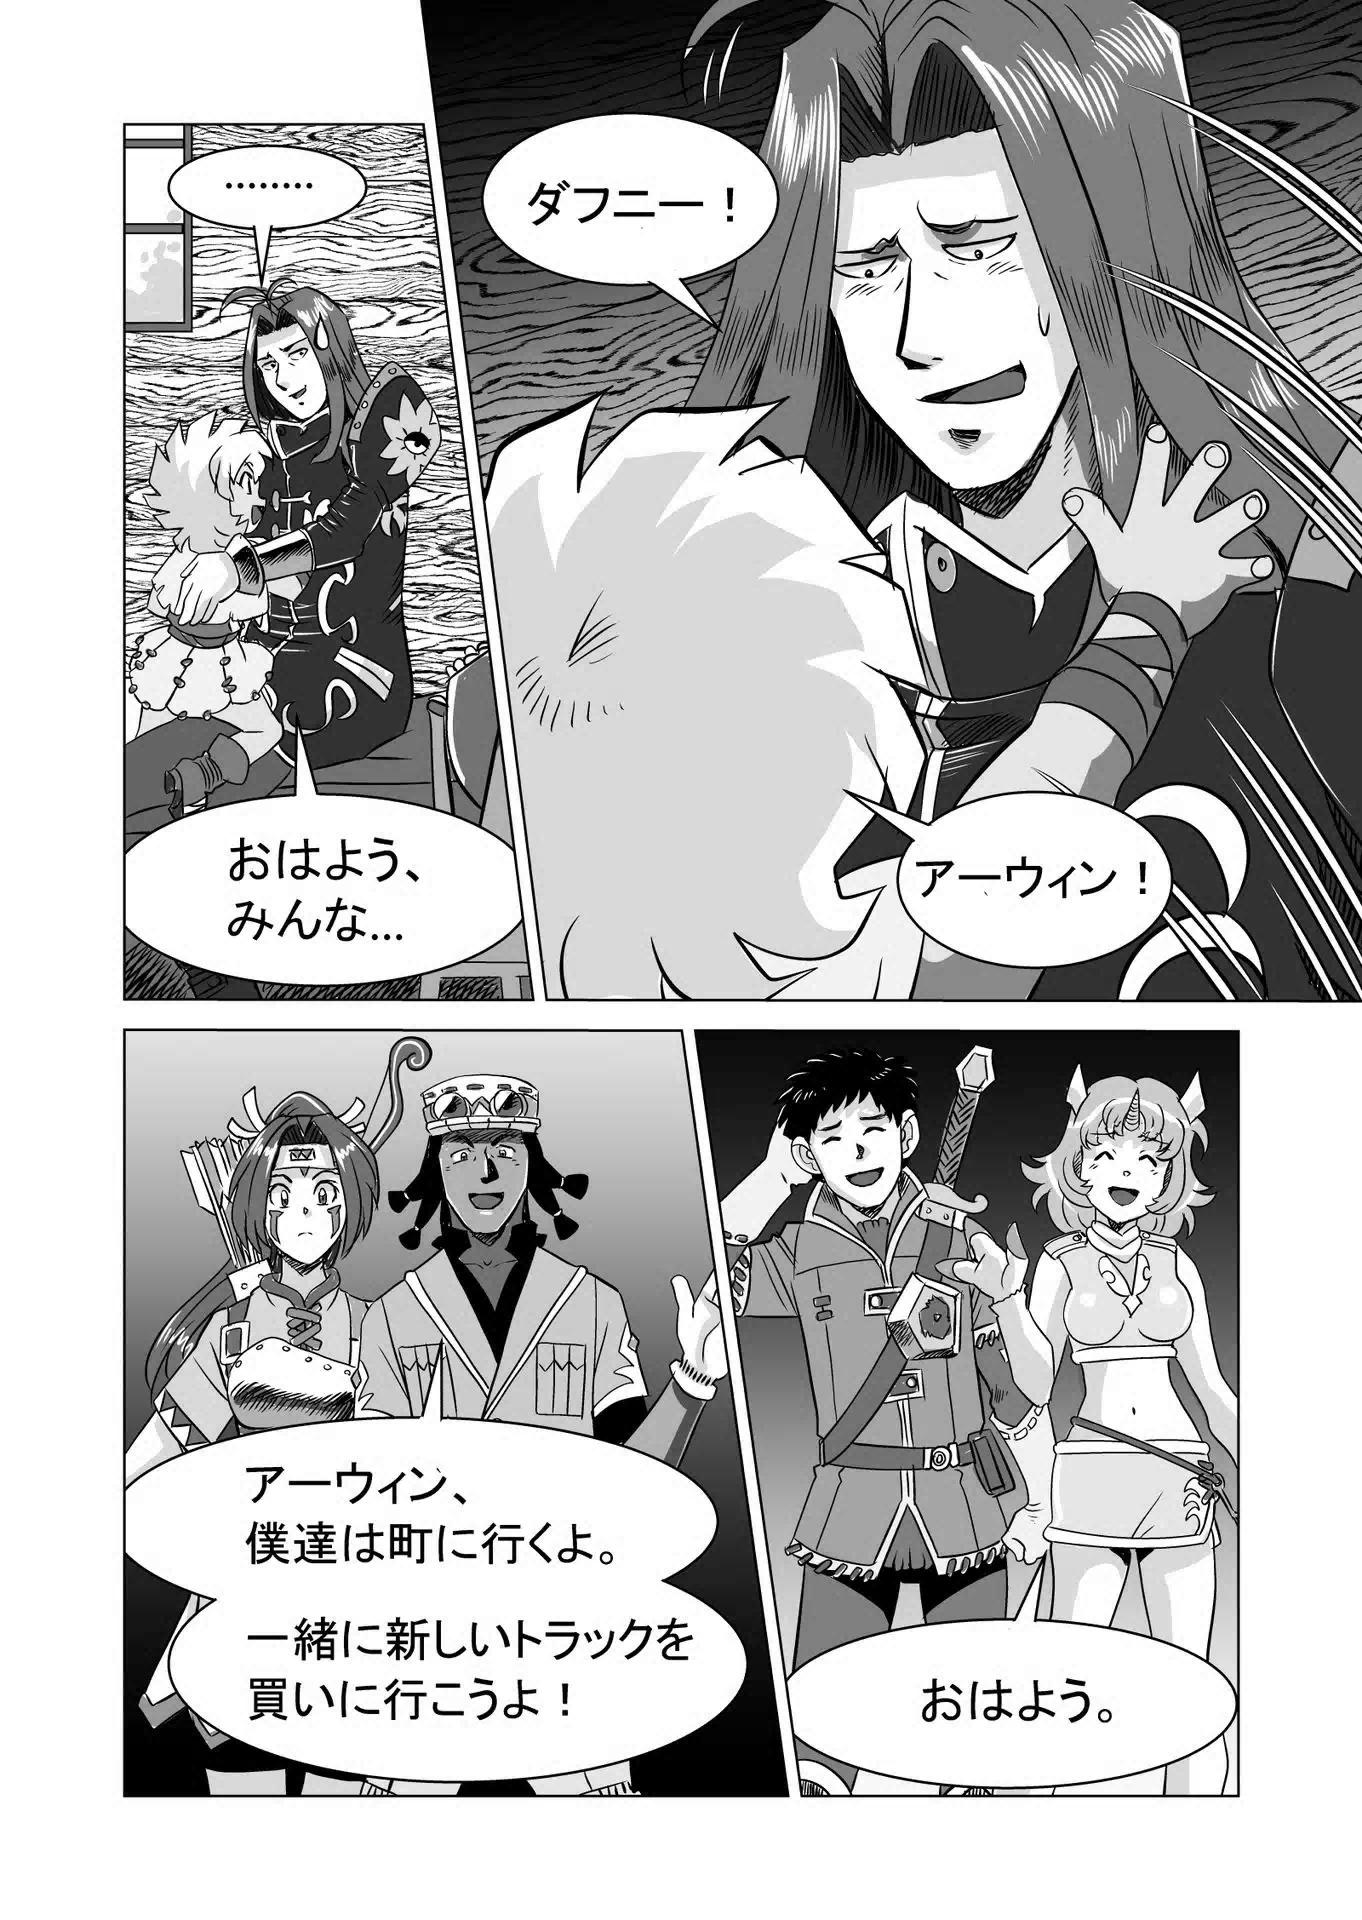 ダフニー！
アーウィン！
………
おはよう、
みんな…
おはよう。
アーウィン、
僕達は町に行くよ。
一緒に新しいトラックを
買いに行こうよ！